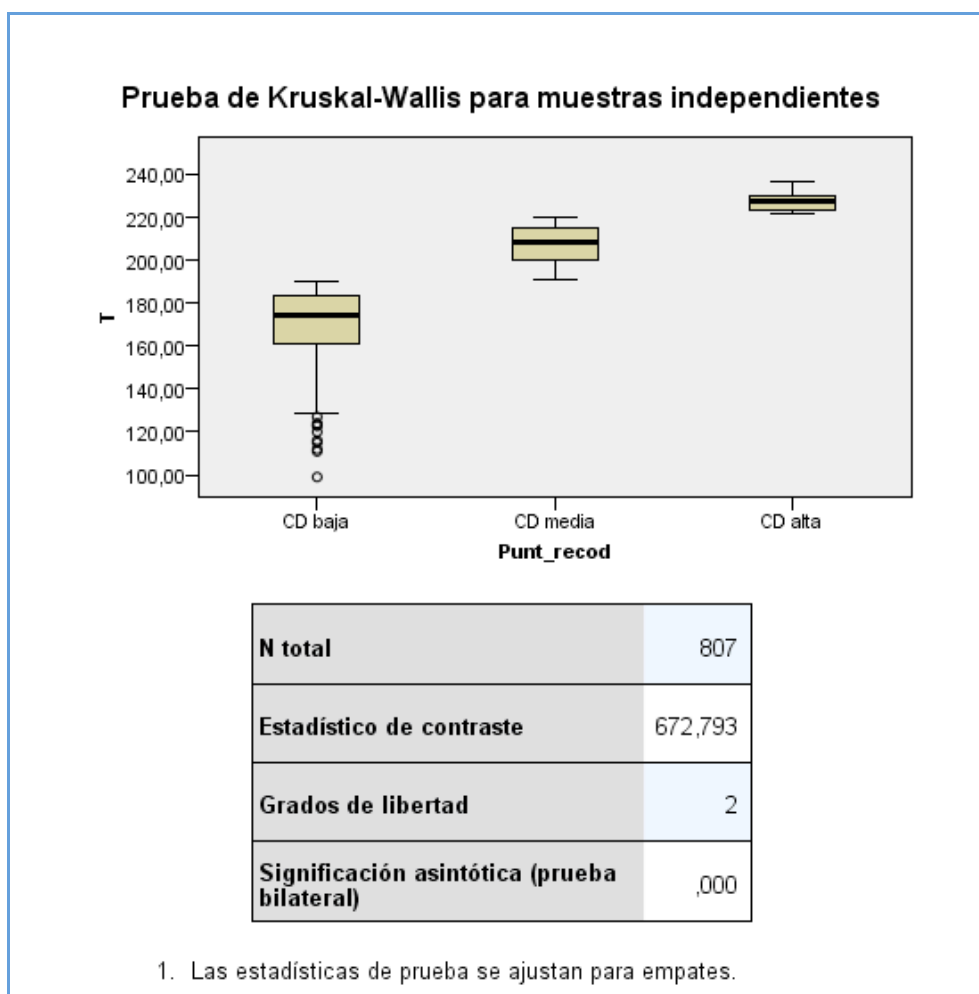 Prueba de Kruskal-Wallis para muestras independientes
240,00
220,00
200,00
180,00
160,00
140,00
120,00
100,00
T
CD baja CD media CD alta
Punt_recod
N total 807
Estadístico de contraste 672,793
Grados de libertad 2
Significación asintótica (prueba
bilateral) ,000
1. Las estadísticas de prueba se ajustan para empates.